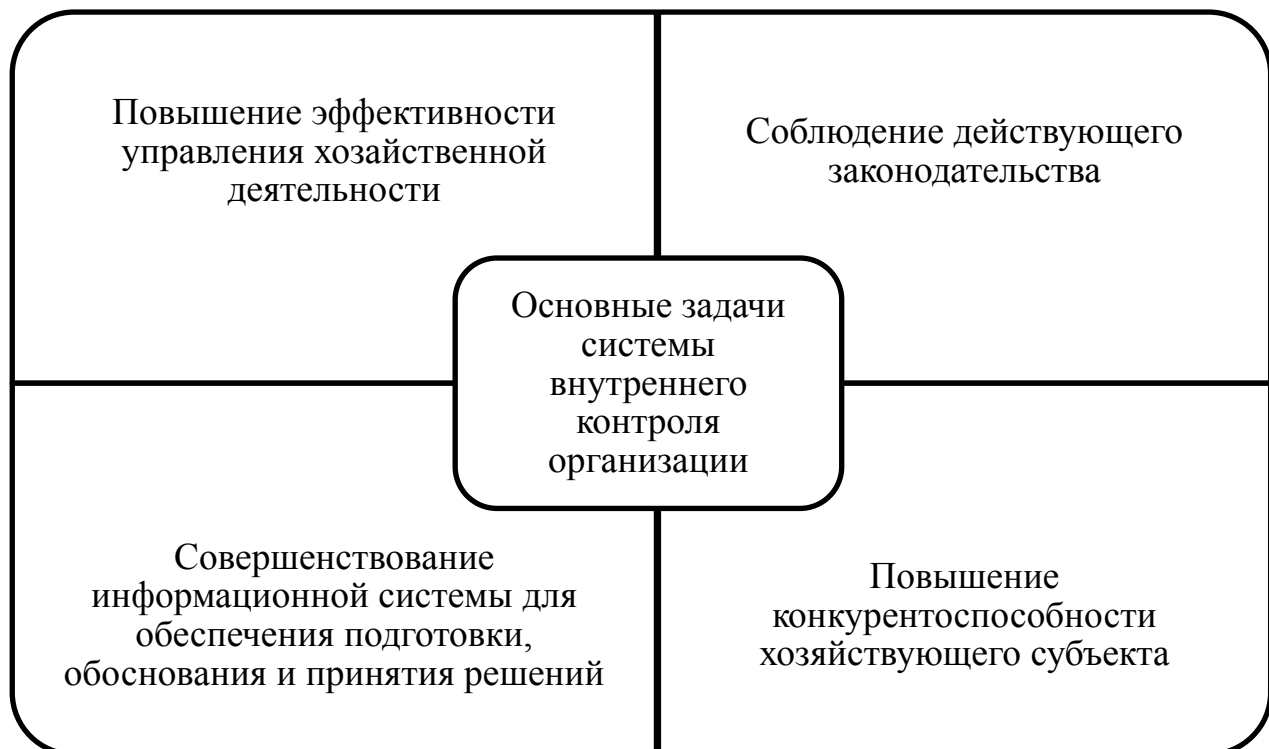 Повышение эффективности
управления хозайственной
деятельности
Соблюдение действующего
законодательства
Основные задачи
системы
внутреннего
контроля
организации
Совершенствование
информационной системы для
обеспечения подготовки,
обоснования и принятия решений
Повышение
конкурентоспособности
хозяйствующего субъекта